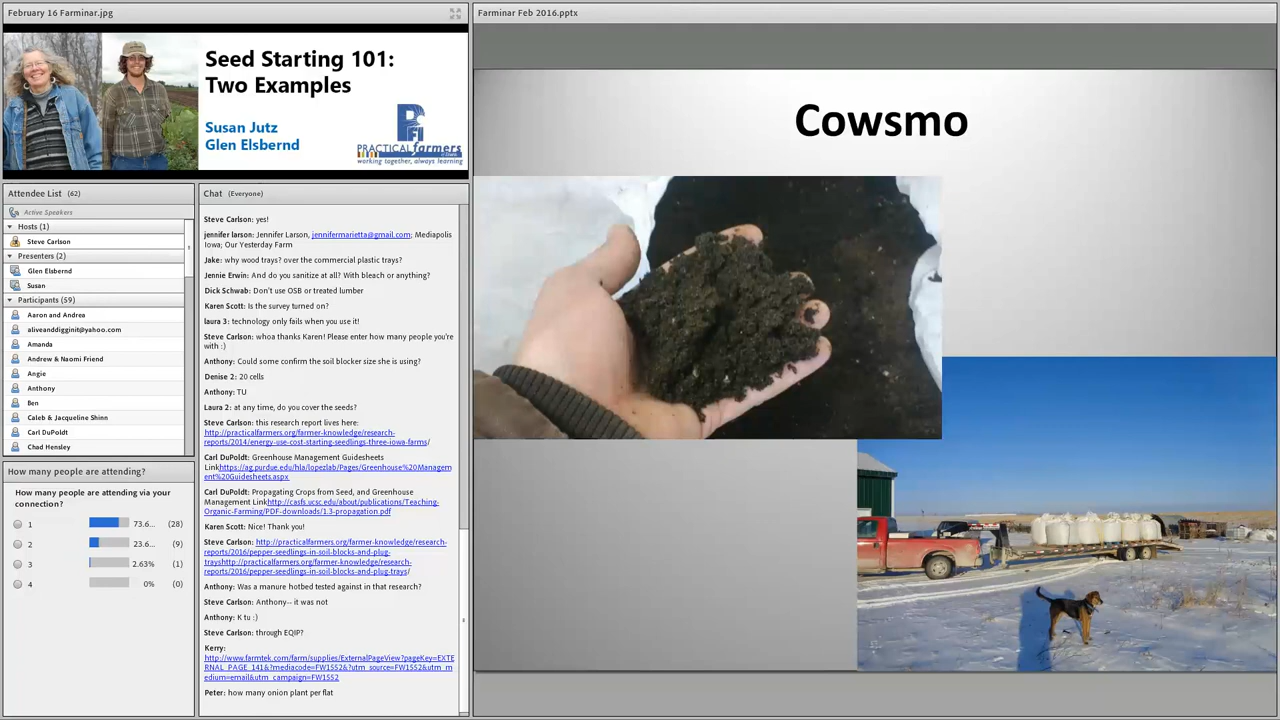 February 16 Farminar.jpg
Seed Starting 101:
Two Examples
Susan Jutz
Glen Elsbernd
PFI
PRACTICAL farmers
of Iowa
working together, always learning
Attendee List (62)
Active Speakers
Hosts (1)
Steve Carlson
Presenters (2)
Glen Elsbernd
Susan
Participants (59)
Aaron and Andrea
aliveanddigginit@yahoo.com
Amanda
Andrew & Naomi Friend
Angie
Anthony
Ben
Caleb & Jacqueline Shinn
Carl DuPoldt
Chad Hensley
How many people are attending?
How many people are attending via your
connection?
1 73.6... (28)
2 23.6... (9)
3 2.63% (1)
4 0% (0)
Chat (Everyone)
Steve Carlson: yes!
jennifer larson: Jennifer Larson, jennifermarietta@gmail.com; Mediapolis
Iowa; Our Yesterday Farm
Jake: why wood trays? over the commercial plastic trays?
Jennie Erwin: And do you sanitize at all? With bleach or anything?
Dick Schwab: Don't use OSB or treated lumber
Karen Scott: Is the survey turned on?
laura 3: technology only fails when you use it!
Steve Carlson: whoa thanks Karen! Please enter how many people you're
with :)
Anthony: Could some confirm the soil blocker size she is using?
Denise 2: 20 cells
Anthony: TU
Laura 2: at any time, do you cover the seeds?
Steve Carlson: this research report lives here:
http://practicalfarmers.org/farmer-knowledge/research-
reports/2014/energy-use-cost-starting-seedlings-three-iowa-farms/
Carl DuPoldt: Greenhouse Management Guidesheets
Linkhttps://ag.purdue.edu/hla/lopezlab/Pages/Greenhouse%20Managem
ent%20Guidesheets.aspx
Carl DuPoldt: Propagating Crops from Seed, and Greenhouse
Management Linkhttp://casfs.ucsc.edu/about/publications/Teaching-
Organic-Farming/PDF-downloads/1.3-propagation.pdf
Karen Scott: Nice! Thank you!
Steve Carlson: http://practicalfarmers.org/farmer-knowledge/research-
reports/2016/pepper-seedlings-in-soil-blocks-and-plug-
trayshttp://practicalfarmers.org/farmer-knowledge/research-
reports/2016/pepper-seedlings-in-soil-blocks-and-plug-trays/
Anthony: Was a manure hotbed tested against in that research?
Steve Carlson: Anthony-- it was not
Anthony: K tu :)
Steve Carlson: through EQIP?
Kerry:
http://www.farmtek.com/farm/supplies/ExternalPageView?pageKey=EXTE
RNAL_PAGE_141&?mediacode=FW1552&?utm_source=FW1552&utm_m
edium=email&utm_campaign=FW1552
Peter: how many onion plant per flat
Farminar Feb 2016.pptx
Cowsmo